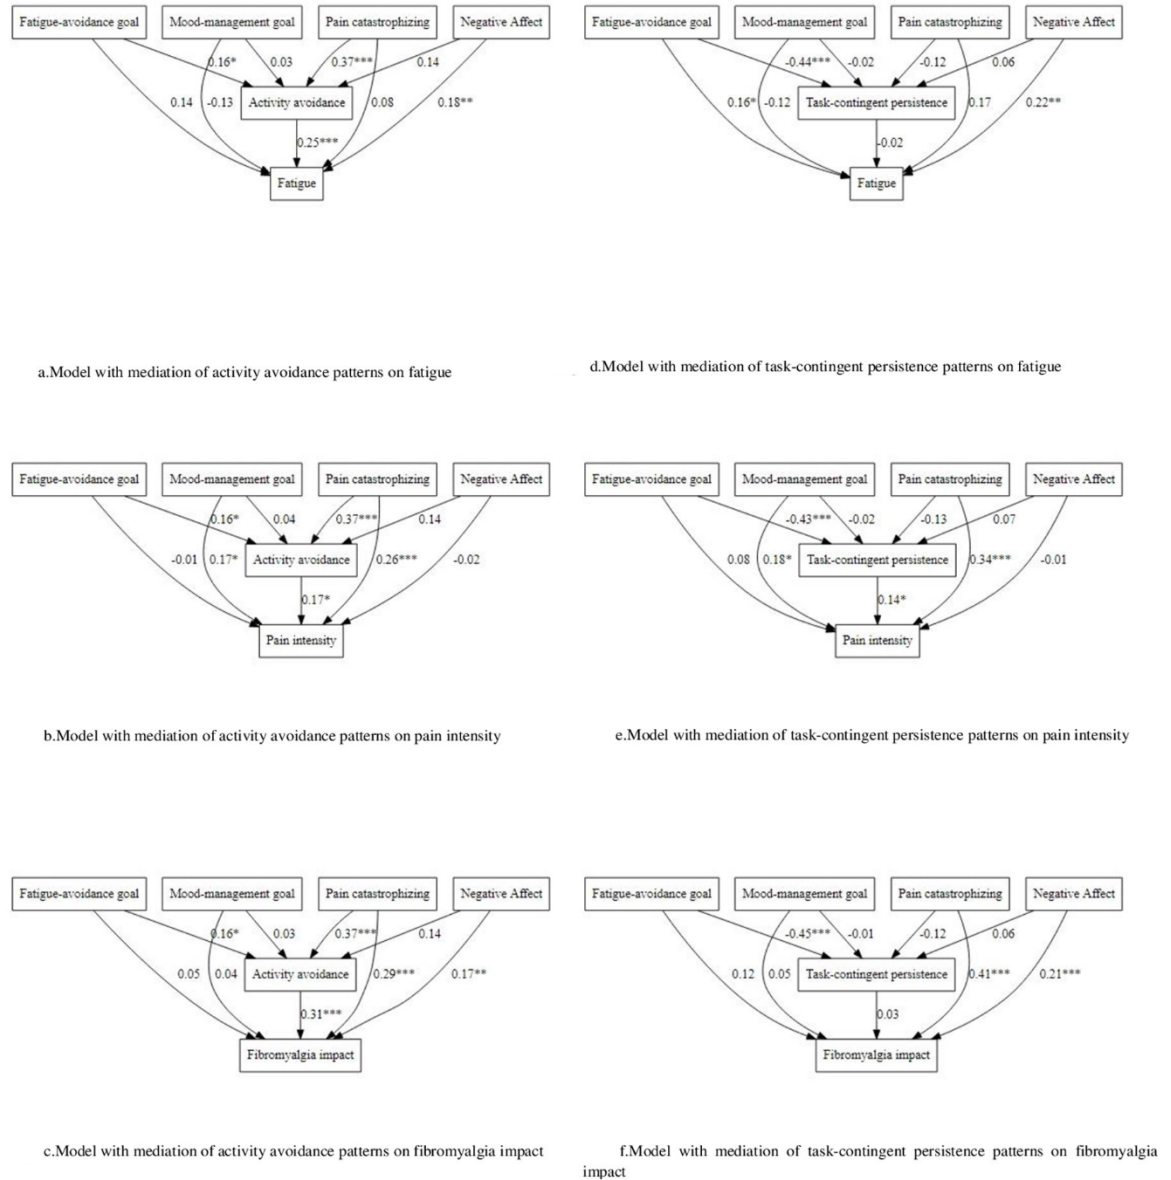 Fatigue-avoidance goal Mood-management goal Pain catastrophizing Negative Affect
0.16* 0.03 0.37*** 0.14
0.14 -0.13 Activity avoidance 0.08 0.18**
0.25***
Fatigue
a.Model with mediation of activity avoidance patterns on fatigue
Fatigue-avoidance goal Mood-management goal Pain catastrophizing Negative Affect
-0.44*** -0.02 -0.12 0.06
0.16* -0.12 Task-contingent persistence 0.17 0.22**
-0.02
Fatigue
d.Model with mediation of task-contingent persistence patterns on fatigue
Fatigue-avoidance goal Mood-management goal Pain catastrophizing Negative Affect
0.16* 0.04 0.37*** 0.14
-0.01 0.17* Activity avoidance 0.26*** -0.02
0.17*
Pain intensity
b.Model with mediation of activity avoidance patterns on pain intensity
Fatigue-avoidance goal Mood-management goal Pain catastrophizing Negative Affect
-0.43*** -0.02 -0.13 0.07
0.08 0.18* Task-contingent persistence 0.34*** -0.01
0.14*
Pain intensity
e.Model with mediation of task-contingent persistence patterns on pain intensity
Fatigue-avoidance goal Mood-management goal Pain catastrophizing Negative Affect
0.16* 0.03 0.37*** 0.14
0.05 0.04 Activity avoidance 0.29*** 0.17**
0.31***
Fibromyalgia impact
c.Model with mediation of activity avoidance patterns on fibromyalgia impact
Fatigue-avoidance goal Mood-management goal Pain catastrophizing Negative Affect
-0.45*** -0.01 -0.12 0.06
0.12 0.05 Task-contingent persistence 0.41*** 0.21***
0.03
Fibromyalgia impact
f.Model with mediation of task-contingent persistence patterns on fibromyalgia
impact